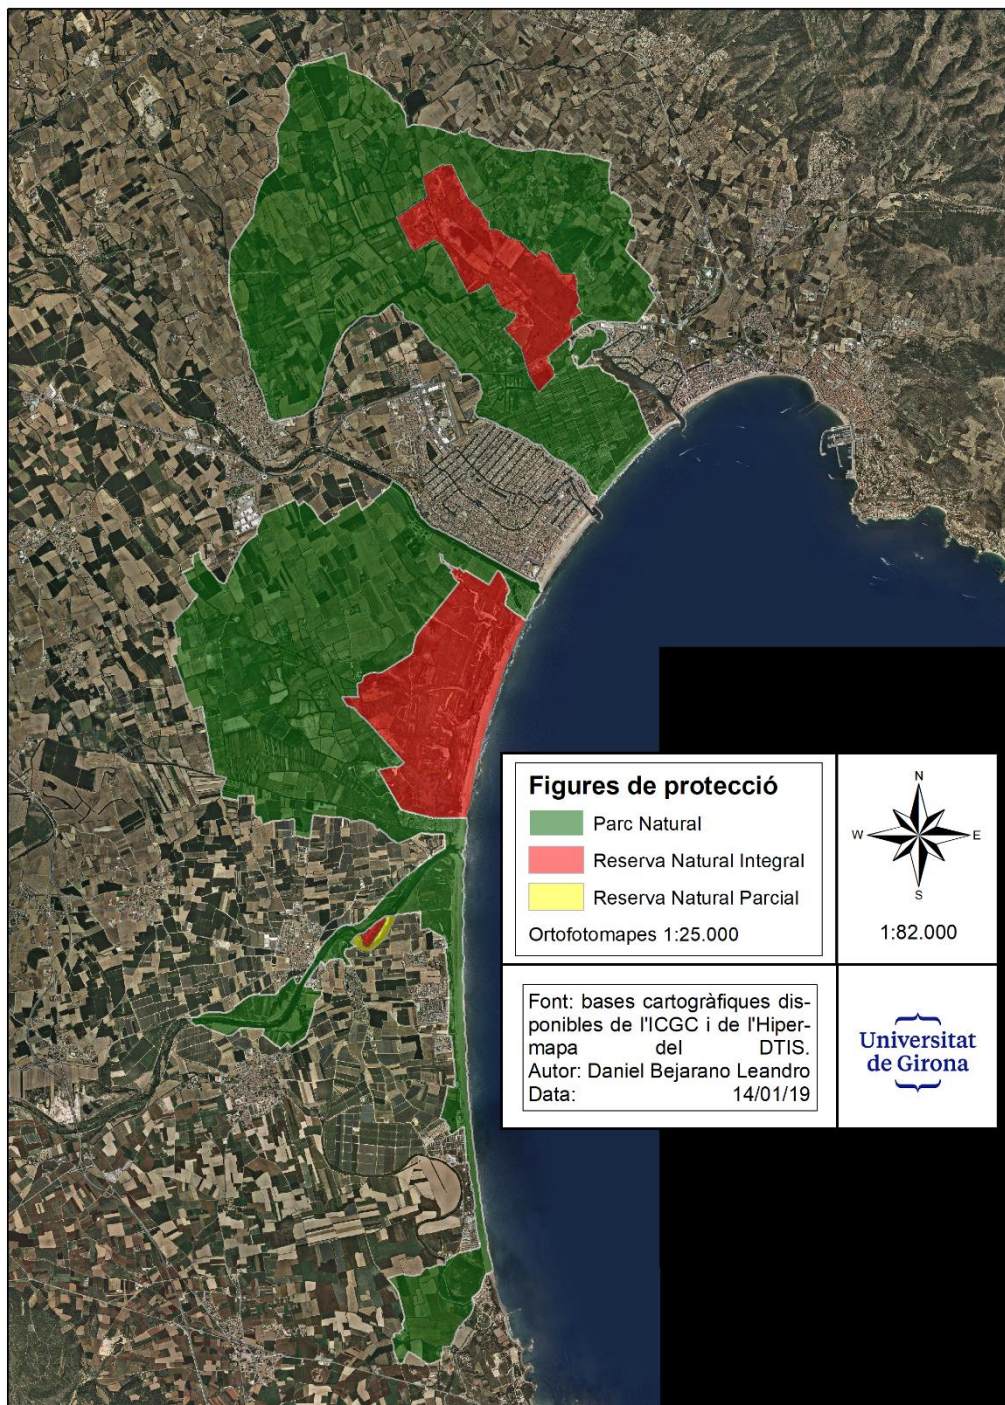 Figures de protecció
Parc Natural
Reserva Natural Integral
Reserva Natural Parcial
Ortofotomapes 1:25.000
N
W
E
S
1:82.000
Font: bases cartogràfiques dis-
ponibles de l'ICGC i de l'Hiper-
mapa del DTIS.
Autor: Daniel Bejarano Leandro
Data: 14/01/19
Universitat
de Girona